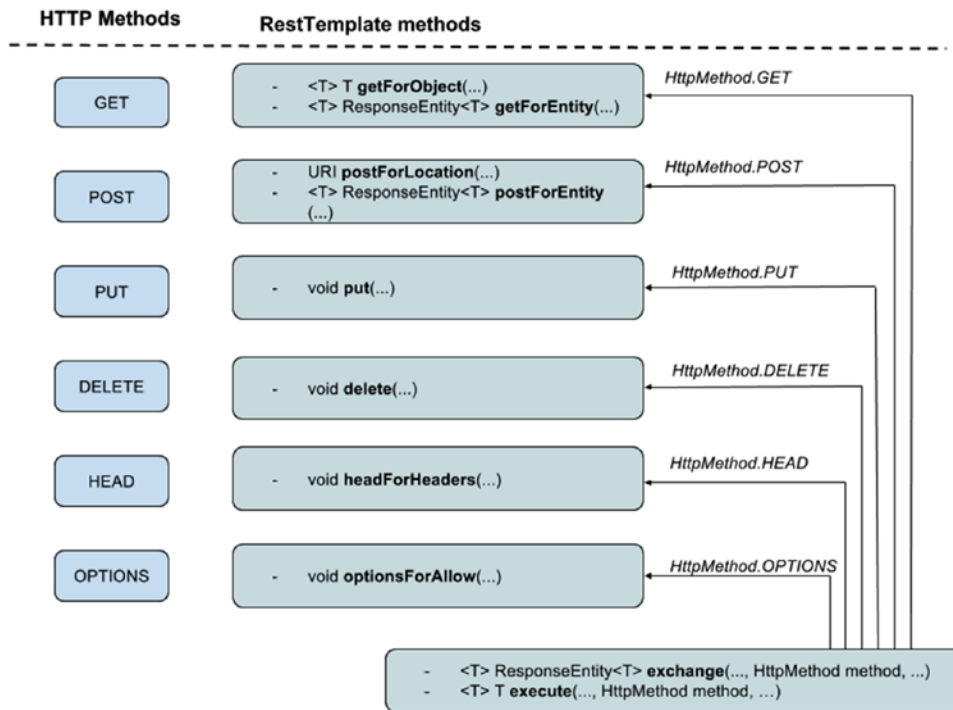 HTTP Methods
RestTemplate methods
GET
- <T> T getForObject(...)
- <T> ResponseEntity<T> getForEntity(...)
HttpMethod.GET
POST
- URI postForLocation(...)
- <T> ResponseEntity<T> postForEntity
(...)
HttpMethod.POST
PUT
- void put(...)
HttpMethod.PUT
DELETE
- void delete(...)
HttpMethod.DELETE
HEAD
- void headForHeaders(...)
HttpMethod.HEAD
OPTIONS
- void optionsForAllow(...)
HttpMethod.OPTIONS
- <T> ResponseEntity<T> exchange(..., HttpMethod method, ...)
- <T> T execute(..., HttpMethod method, …)